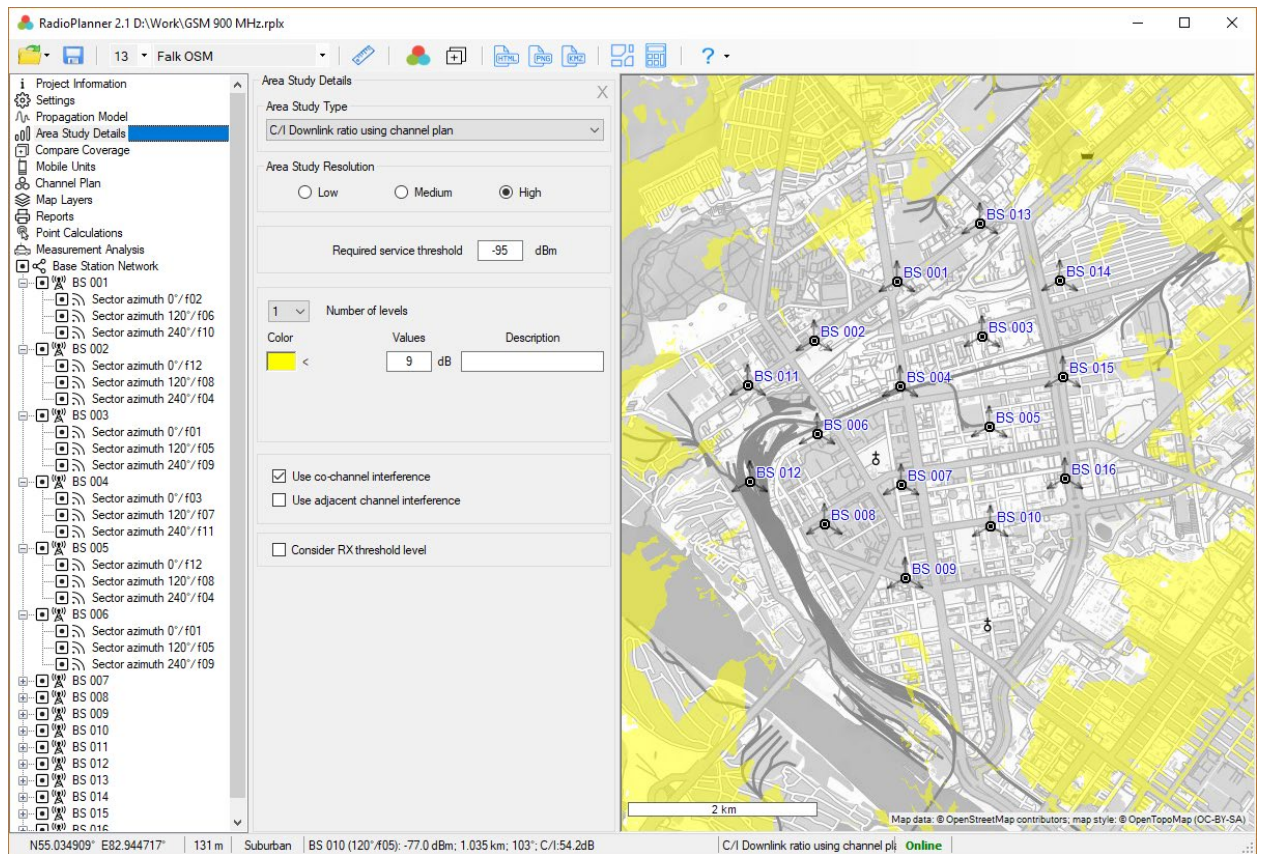 RadioPlanner 2.1 D:\Work\GSM 900 MHz.rplx
13 Falk OSM HTML PNG KMZ ?
Project Information
Settings
Propagation Model
Area Study Details
Compare Coverage
Mobile Units
Channel Plan
Map Layers
Reports
Point Calculations
Measurement Analysis
Base Station Network
BS 001
Sector azimuth 0°/f02
Sector azimuth 120°/f06
Sector azimuth 240°/f10
BS 002
Sector azimuth 0°/f12
Sector azimuth 120°/f08
Sector azimuth 240°/f04
BS 003
Sector azimuth 0°/f01
Sector azimuth 120°/f05
Sector azimuth 240°/f09
BS 004
Sector azimuth 0°/f03
Sector azimuth 120°/f07
Sector azimuth 240°/f11
BS 005
Sector azimuth 0°/f12
Sector azimuth 120°/f08
Sector azimuth 240°/f04
BS 006
Sector azimuth 0°/f01
Sector azimuth 120°/f05
Sector azimuth 240°/f09
BS 007
BS 008
BS 009
BS 010
BS 011
BS 012
BS 013
BS 014
BS 015
BS 016
Area Study Details X
Area Study Type
C/I Downlink ratio using channel plan
Area Study Resolution
Low Medium High
Required service threshold -95 dBm
1 Number of levels
Color Values Description
< 9 dB
Use co-channel interference
Use adjacent channel interference
Consider RX threshold level
BS 013
BS 001
BS 014
BS 002
BS 003
BS 011
BS 004
BS 015
BS 006
BS 005
BS 012
BS 007
BS 016
BS 008
BS 010
BS 009
2 km
Map data: © OpenStreetMap contributors; map style: © OpenTopoMap (OC-BY-SA)
N55.034909° E82.944717° 131 m Suburban BS 010 (120°/f05): -77.0 dBm; 1.035 km; 103°; C/I:54.2dB C/I Downlink ratio using channel pl Online